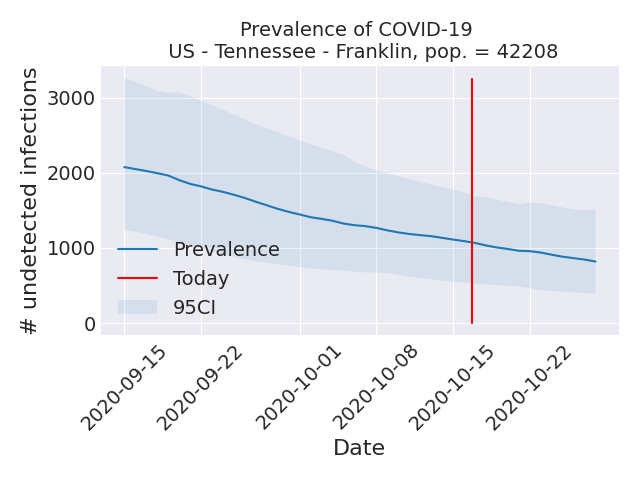 Prevalence of COVID-19
US - Tennessee - Franklin, pop. = 42208
# undetected infections
3000
2000
1000
0
Prevalence
Today
95CI
2020-09-15
2020-09-22
2020-10-01
2020-10-08
2020-10-15
2020-10-22
Date